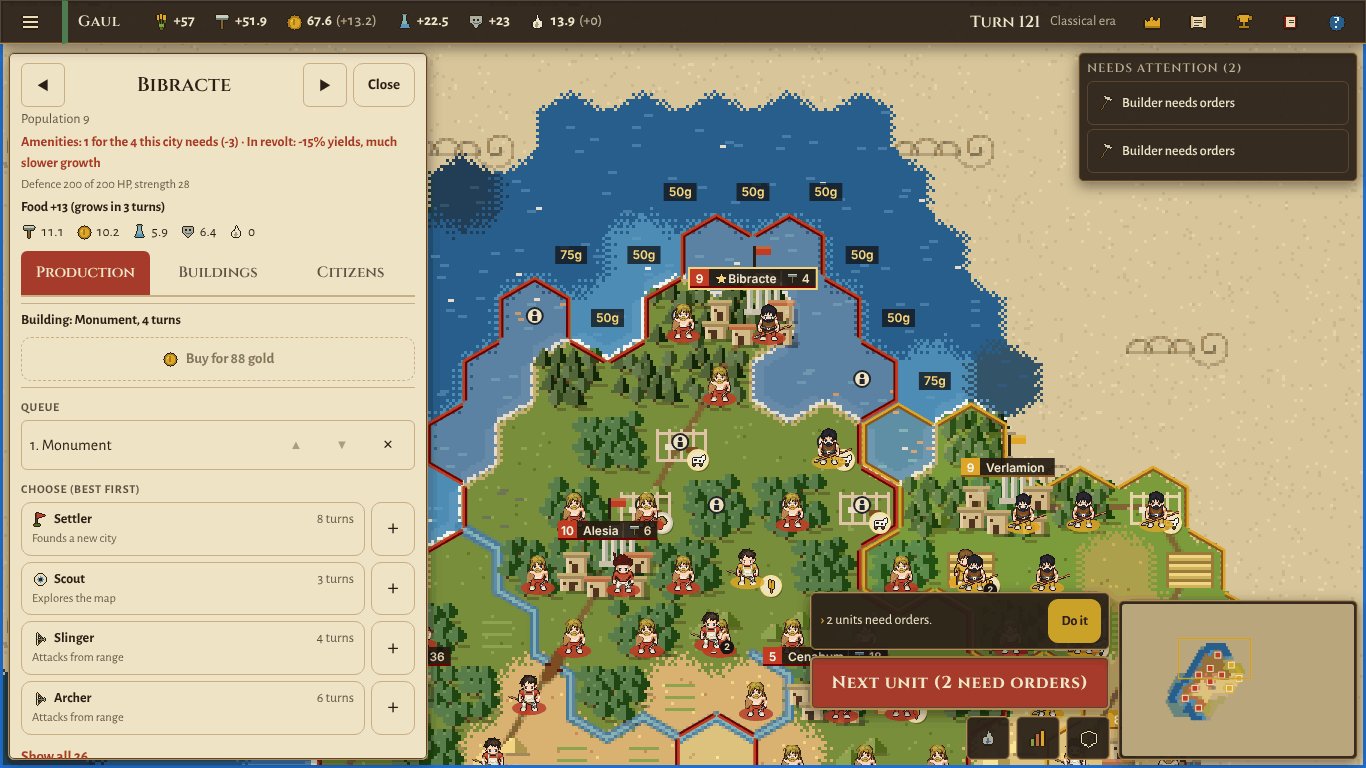 GAUL +57 +51.9 67.6 (+13.2) +22.5 +23 13.9 (+0) TURN 121 Classical era ?
BIBRACTE Close
Population 9
Amenities: 1 for the 4 this city needs (-3) · In revolt: -15% yields, much
slower growth
Defence 200 of 200 HP, strength 28
Food +13 (grows in 3 turns)
11.1 10.2 5.9 6.4 0
PRODUCTION BUILDINGS CITIZENS
Building: Monument, 4 turns
Buy for 88 gold
QUEUE
1. Monument
CHOOSE (BEST FIRST)
Settler 8 turns
Founds a new city
Scout 3 turns
Explores the map
Slinger 4 turns
Attacks from range
Archer 6 turns
Attacks from range
Show all 26
NEEDS ATTENTION (2)
Builder needs orders
Builder needs orders
50g 50g 50g
75g 50g 50g
9 Bibracte 4
50g 50g
75g
9 Verlamion
10 Alesia 6
2
2
36
5
› 2 units need orders. Do it
NEXT UNIT (2 NEED ORDERS)